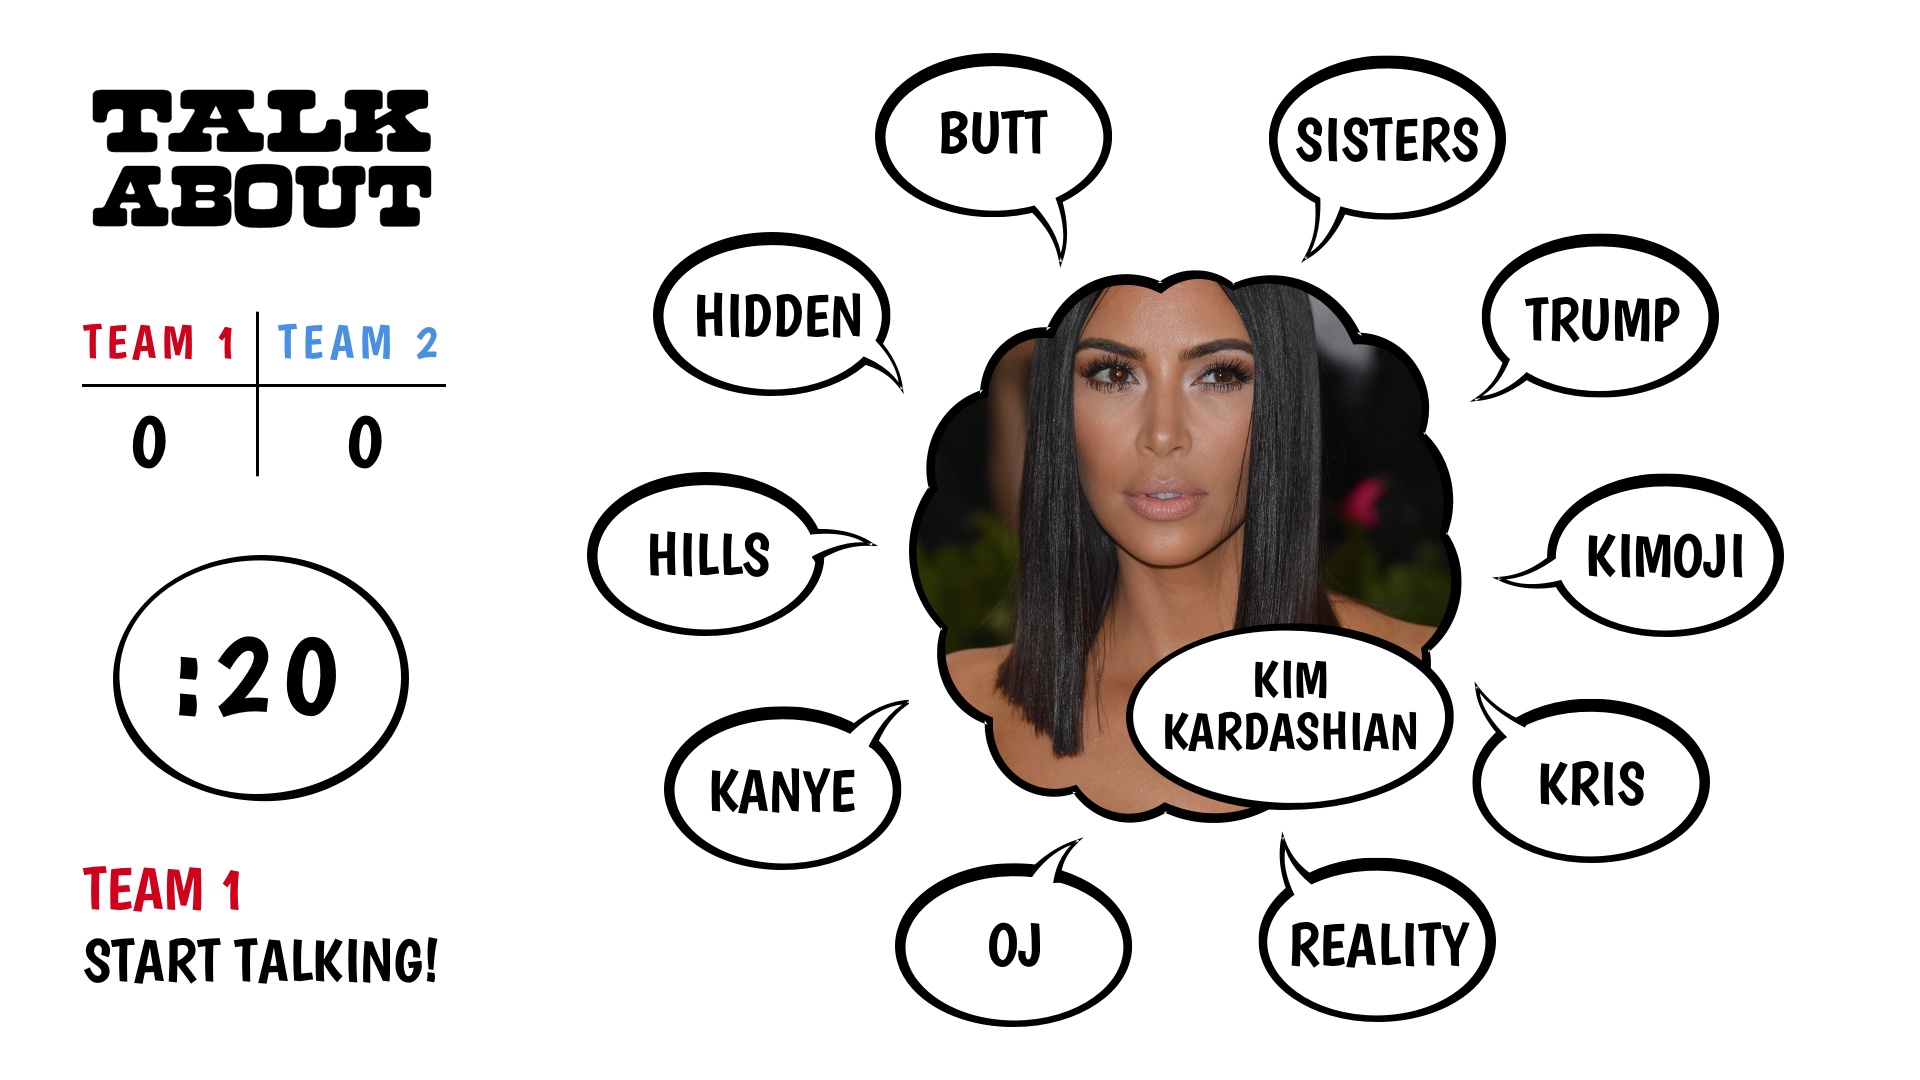 TALK
ABOUT
TEAM 1
TEAM 2
0
0
:20
TEAM 1
START TALKING!
BUTT
SISTERS
HIDDEN
TRUMP
HILLS
KIMOJI
KIM
KARDASHIAN
KANYE
KRIS
OJ
REALITY